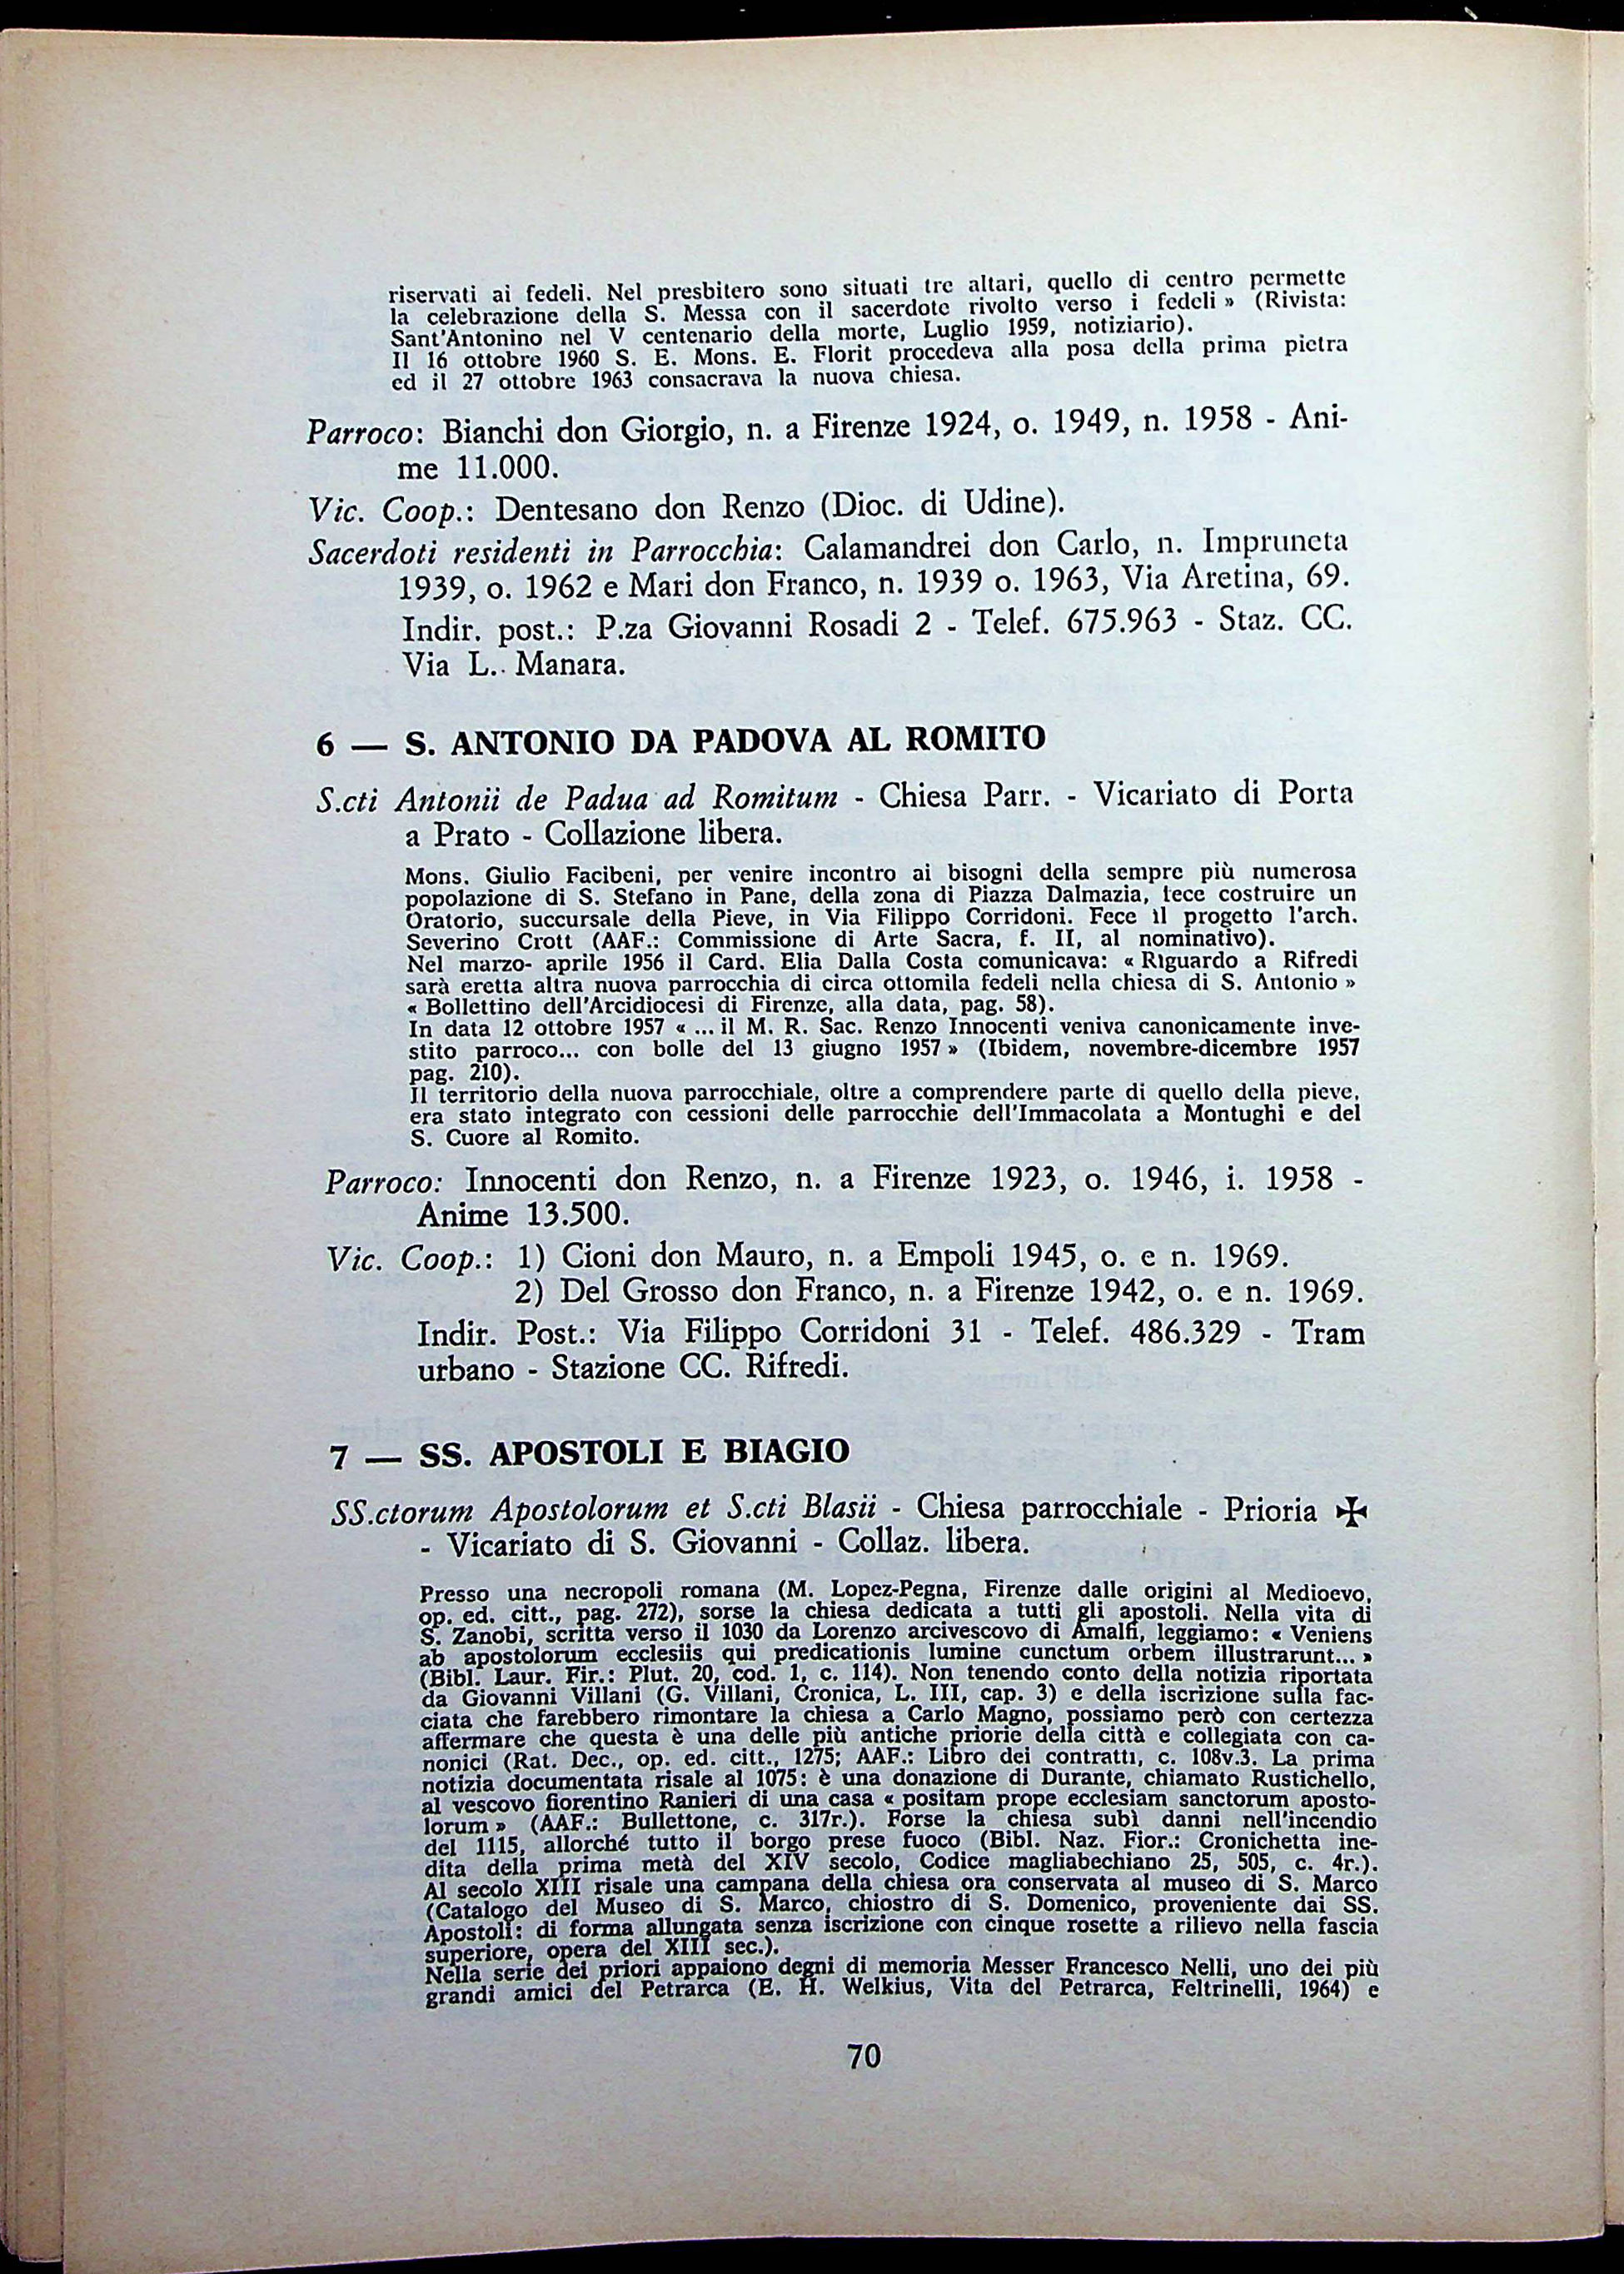 riservati ai fedeli. Nel presbitero sono situati tre altari, quello di centro permette
la celebrazione della S. Messa con il sacerdote rivolto verso i fedeli » (Rivista:
Sant'Antonino nel V centenario della morte, Luglio 1959, notiziario).
Il 16 ottobre 1960 S. E. Mons. E. Florit procedeva alla posa della prima pietra
ed il 27 ottobre 1963 consacrava la nuova chiesa.
Parroco: Bianchi don Giorgio, n. a Firenze 1924, o. 1949, n. 1958 - Ani-
me 11.000.
Vic. Coop.: Dentesano don Renzo (Dioc. di Udine).
Sacerdoti residenti in Parrocchia: Calamandrei don Carlo, n. Impruneta
1939, o. 1962 e Mari don Franco, n. 1939 o. 1963, Via Aretina, 69.
Indir. post.: P.za Giovanni Rosadi 2 - Telef. 675.963 - Staz. CC.
Via L. Manara.
6 — S. ANTONIO DA PADOVA AL ROMITO
S.cti Antonii de Padua ad Romitum - Chiesa Parr. - Vicariato di Porta
a Prato - Collazione libera.
Mons. Giulio Facibeni, per venire incontro ai bisogni della sempre più numerosa
popolazione di S. Stefano in Pane, della zona di Piazza Dalmazia, fece costruire un
Oratorio, succursale della Pieve, in Via Filippo Corridoni. Fece il progetto l'arch.
Severino Crott (AAF.: Commissione di Arte Sacra, f. II, al nominativo).
Nel marzo- aprile 1956 il Card. Elia Dalla Costa comunicava: « Riguardo a Rifredi
sarà eretta altra nuova parrocchia di circa ottomila fedeli nella chiesa di S. Antonio »
« Bollettino dell'Arcidiocesi di Firenze, alla data, pag. 58).
In data 12 ottobre 1957 « ... il M. R. Sac. Renzo Innocenti veniva canonicamente inve-
stito parroco... con bolle del 13 giugno 1957 » (Ibidem, novembre-dicembre 1957
pag. 210).
Il territorio della nuova parrocchiale, oltre a comprendere parte di quello della pieve,
era stato integrato con cessioni delle parrocchie dell'Immacolata a Montughi e del
S. Cuore al Romito.
Parroco: Innocenti don Renzo, n. a Firenze 1923, o. 1946, i. 1958 -
Anime 13.500.
Vic. Coop.: 1) Cioni don Mauro, n. a Empoli 1945, o. e n. 1969.
2) Del Grosso don Franco, n. a Firenze 1942, o. e n. 1969.
Indir. Post.: Via Filippo Corridoni 31 - Telef. 486.329 - Tram
urbano - Stazione CC. Rifredi.
7 — SS. APOSTOLI E BIAGIO
SS.ctorum Apostolorum et S.cti Blasii - Chiesa parrocchiale - Prioria ✠
- Vicariato di S. Giovanni - Collaz. libera.
Presso una necropoli romana (M. Lopez-Pegna, Firenze dalle origini al Medioevo,
op. ed. citt., pag. 272), sorse la chiesa dedicata a tutti gli apostoli. Nella vita di
S. Zanobi, scritta verso il 1030 da Lorenzo arcivescovo di Amalfi, leggiamo: « Veniens
ab apostolorum ecclesiis qui predicationis lumine cunctum orbem illustrarunt... »
(Bibl. Laur. Fir.: Plut. 20, cod. 1, c. 114). Non tenendo conto della notizia riportata
da Giovanni Villani (G. Villani, Cronica, L. III, cap. 3) e della iscrizione sulla fac-
ciata che farebbero rimontare la chiesa a Carlo Magno, possiamo però con certezza
affermare che questa è una delle più antiche priorie della città e collegiata con ca-
nonici (Rat. Dec., op. ed. citt., 1275; AAF.: Libro dei contratti, c. 108v.3. La prima
notizia documentata risale al 1075: è una donazione di Durante, chiamato Rustichello,
al vescovo fiorentino Ranieri di una casa « positam prope ecclesiam sanctorum aposto-
lorum » (AAF.: Bullettone, c. 317r.). Forse la chiesa subì danni nell'incendio
del 1115, allorché tutto il borgo prese fuoco (Bibl. Naz. Fior.: Cronichetta ine-
dita della prima metà del XIV secolo, Codice magliabechiano 25, 505, c. 4r.).
Al secolo XIII risale una campana della chiesa ora conservata al museo di S. Marco
(Catalogo del Museo di S. Marco, chiostro di S. Domenico, proveniente dai SS.
Apostoli: di forma allungata senza iscrizione con cinque rosette a rilievo nella fascia
superiore, opera del XIII sec.).
Nella serie dei priori appaiono degni di memoria Messer Francesco Nelli, uno dei più
grandi amici del Petrarca (E. H. Welkius, Vita del Petrarca, Feltrinelli, 1964) e
70